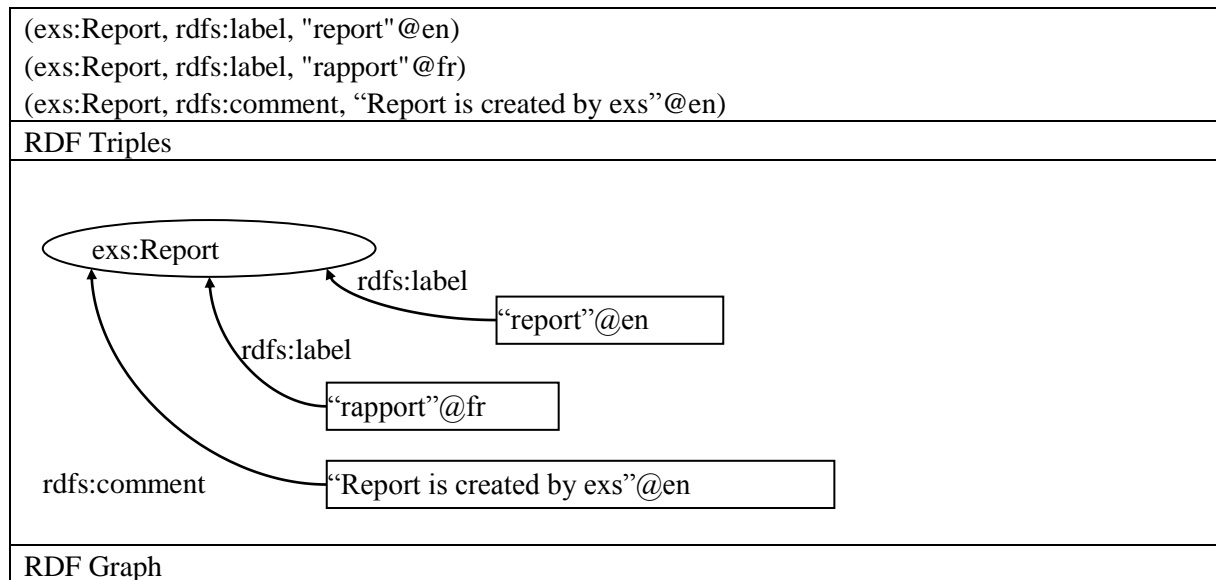 (exs:Report, rdfs:label, "report"@en)
(exs:Report, rdfs:label, "rapport"@fr)
(exs:Report, rdfs:comment, “Report is created by exs”@en)
RDF Triples
exs:Report
rdfs:label
“report”@en
rdfs:label
“rapport”@fr
rdfs:comment
“Report is created by exs”@en
RDF Graph